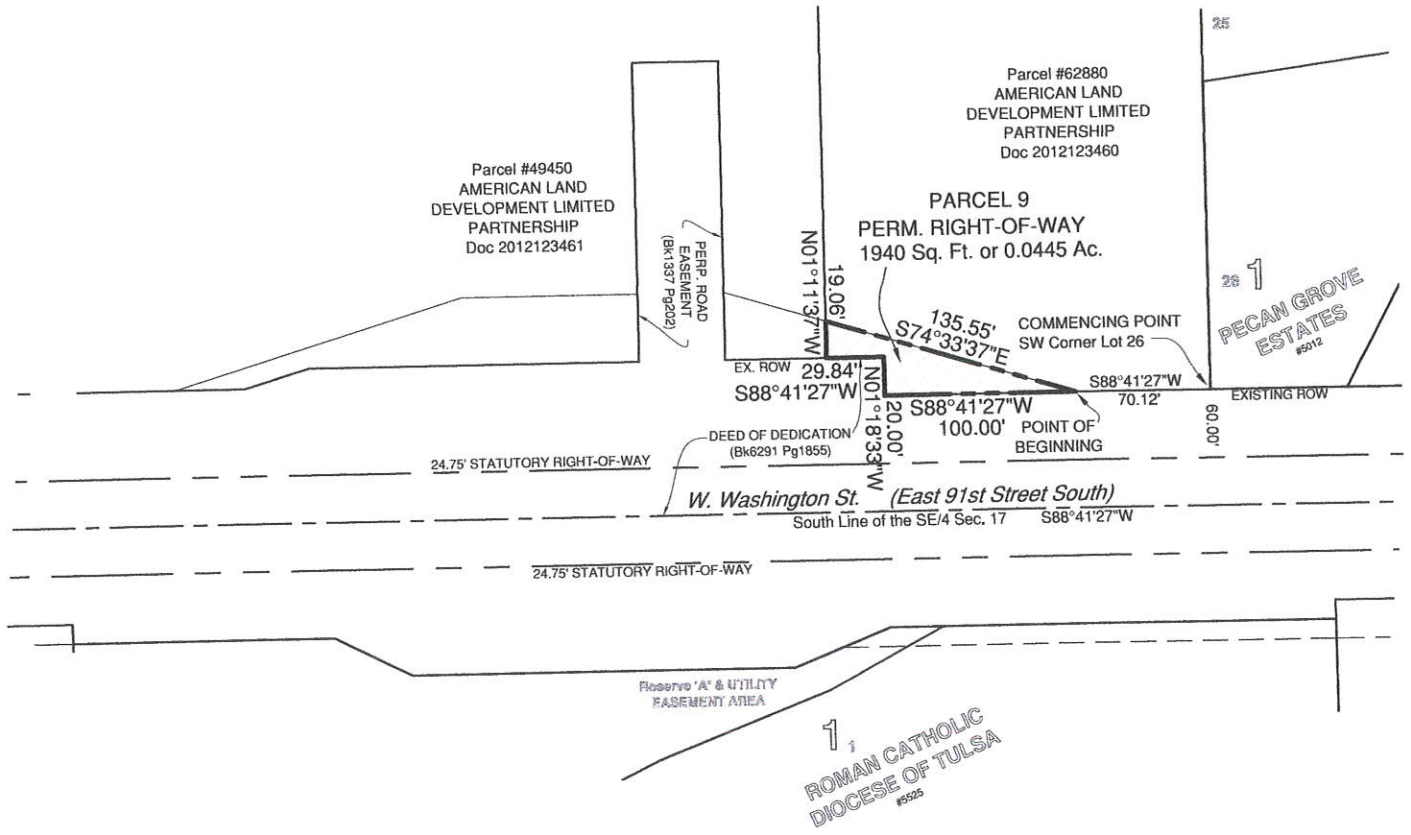 25
Parcel #62880
AMERICAN LAND
DEVELOPMENT LIMITED
PARTNERSHIP
Doc 2012123460
Parcel #49450
AMERICAN LAND
DEVELOPMENT LIMITED
PARTNERSHIP
Doc 2012123461
PERP. ROAD
EASEMENT
(Bk1337 Pg202)
PARCEL 9
PERM. RIGHT-OF-WAY
1940 Sq. Ft. or 0.0445 Ac.
N01°11'37"W
19.06'
135.55'
S74°33'37"E
COMMENCING POINT
SW Corner Lot 26
26 1
PECAN GROVE
ESTATES
#5012
EX. ROW
29.84'
S88°41'27"W
N01°18'33"W
20.00'
S88°41'27"W
100.00'
S88°41'27"W
70.12'
EXISTING ROW
60.00'
POINT OF
BEGINNING
DEED OF DEDICATION
(Bk6291 Pg1855)
24.75' STATUTORY RIGHT-OF-WAY
W. Washington St. (East 91st Street South)
South Line of the SE/4 Sec. 17 S88°41'27"W
24.75' STATUTORY RIGHT-OF-WAY
Reserve 'A' & UTILITY
EASEMENT AREA
1 1
ROMAN CATHOLIC
DIOCESE OF TULSA
#5525